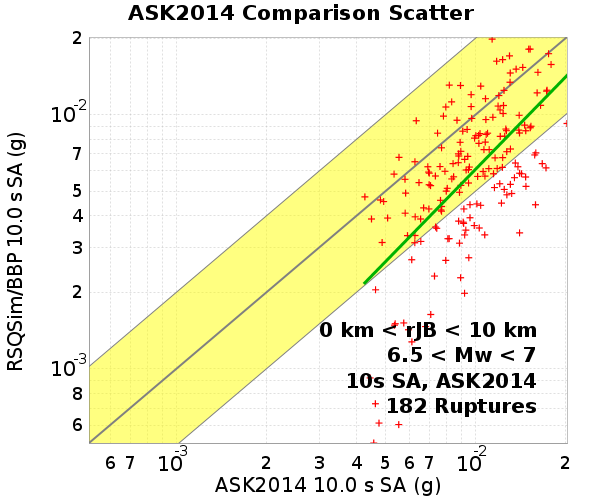 ASK2014 Comparison Scatter
RSQSim/BBP 10.0 s SA (g)
2
10-2
7
5
4
3
2
10-3
8
6
0 km < rJB < 10 km
6.5 < Mw < 7
10s SA, ASK2014
182 Ruptures
6 7 10-3 2 3 4 5 6 7 10-2 2
ASK2014 10.0 s SA (g)